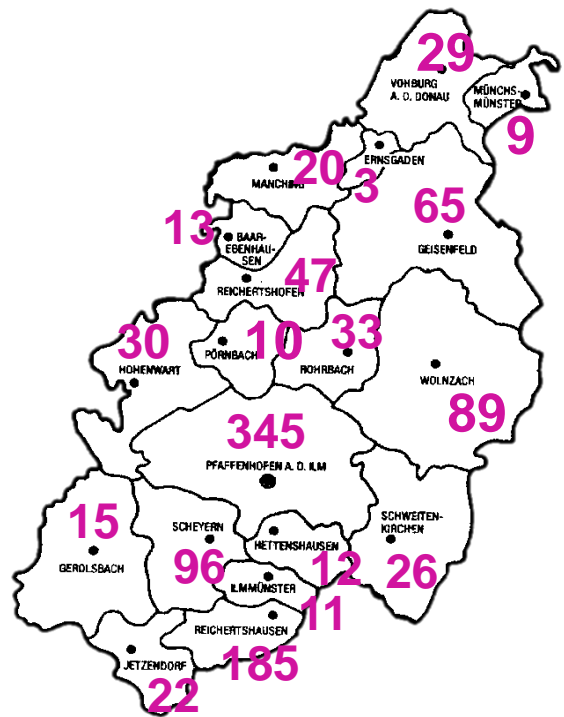 29
VOHBURG
A. D. DONAU
MÜNCHS-
MÜNSTER
9
ERNSGADEN
3
20
MANCHING
65
GEISENFELD
13
BAAR-
EBENHAU-
SEN
47
REICHERTSHOFEN
30
HOHENWART
10
PÖRNBACH
33
ROHRBACH
WOLNZACH
89
345
PFAFFENHOFEN A. D. ILM
15
GEROLSBACH
SCHEYERN
96
HETTENSHAUSEN
12
SCHWEITEN-
KIRCHEN
26
ILMMÜNSTER
11
REICHERTSHAUSEN
185
JETZENDORF
22